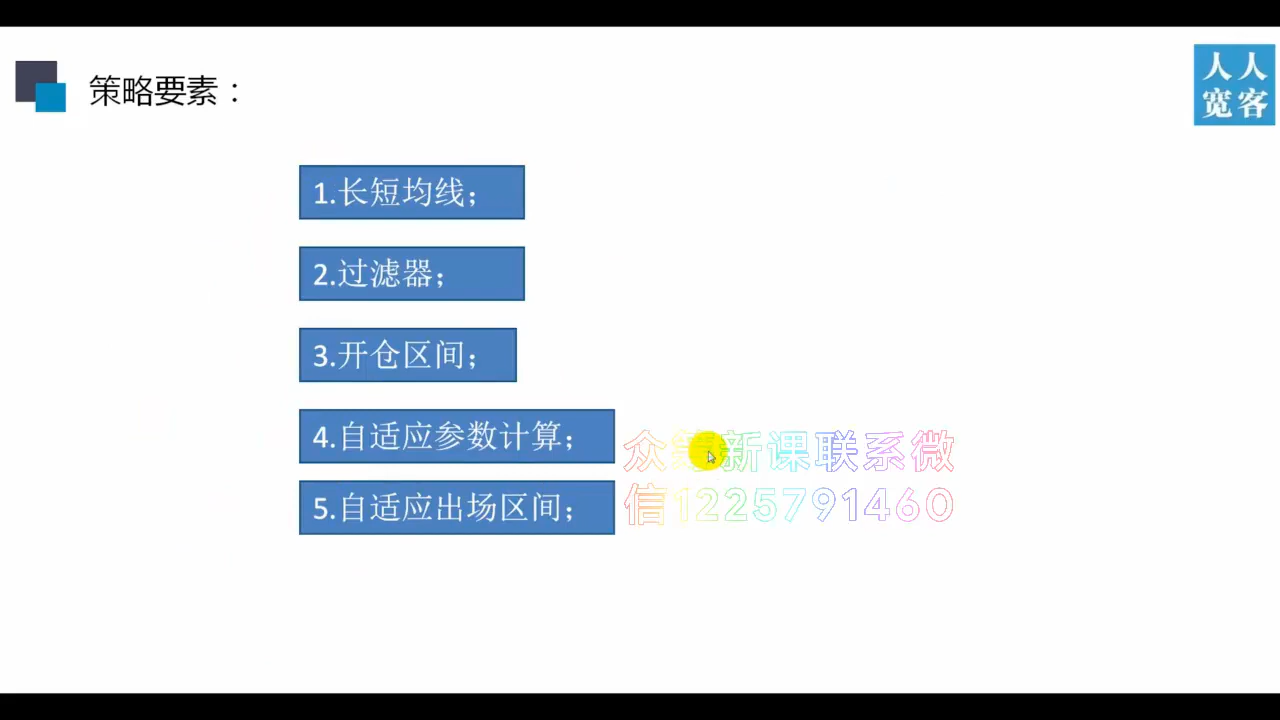 策略要素：
人人
宽客
1.长短均线；
2.过滤器；
3.开仓区间；
4.自适应参数计算；
5.自适应出场区间；
众筹新课联系微
信1225791460